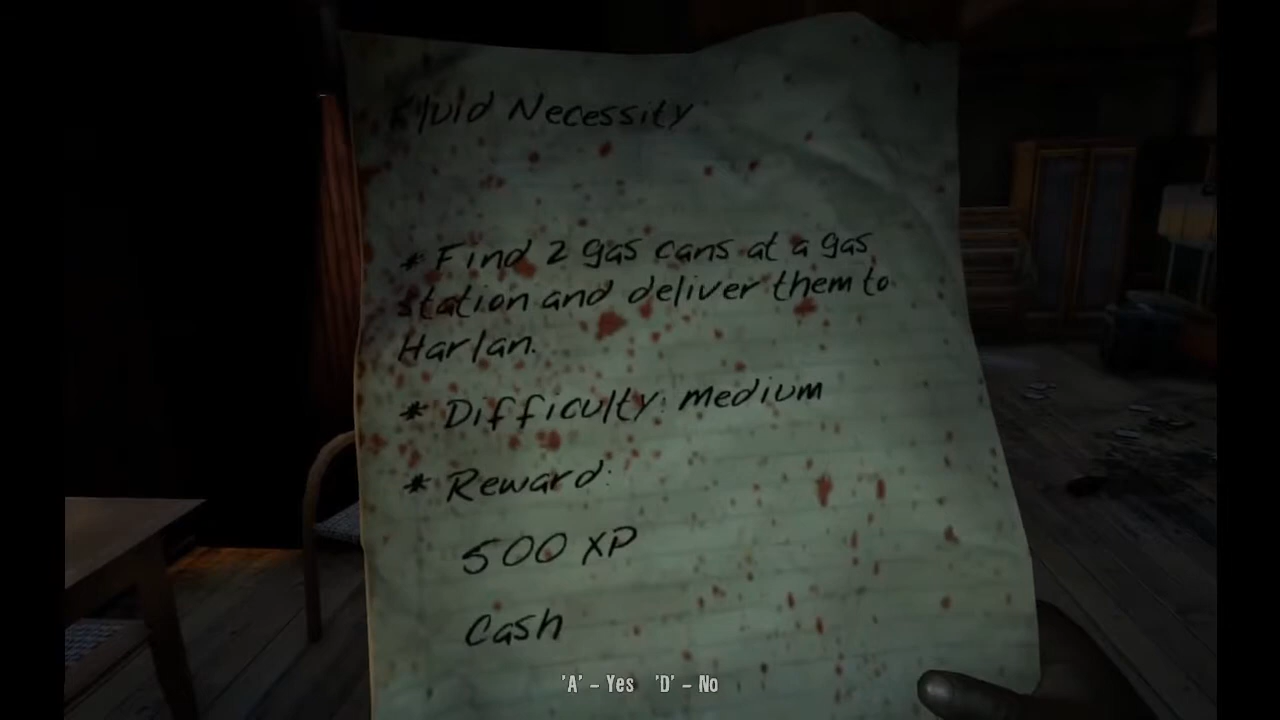 Fluid Necessity
* Find 2 gas cans at a gas
station and deliver them to
Harlan.
* Difficulty: medium
* Reward:
500 XP
Cash
'A' - Yes 'D' - No